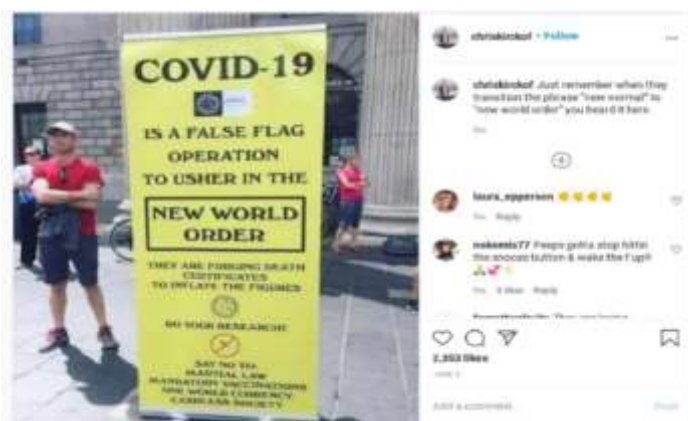 COVID-19
IS A FALSE FLAG
OPERATION
TO USHER IN THE
NEW WORLD
ORDER
THEY ARE FORGING DEATH
CERTIFICATES
TO INFLATE THE FIGURES
DO YOUR RESEARCH!
SAY NO TO:
MARTIAL LAW
MANDATORY VACCINATIONS
ONE WORLD CURRENCY
CASHLESS SOCIETY
chriskirckof • Follow
chriskirckof Just remember when they
transition the phrase "new normal" to
"new world order" you heard it here.
laura_epperson
Reply
nokomis77 Peeps gotta stop hittin
the snooze button & wake the f up!!
Reply
2,353 likes
Add a comment...
Post